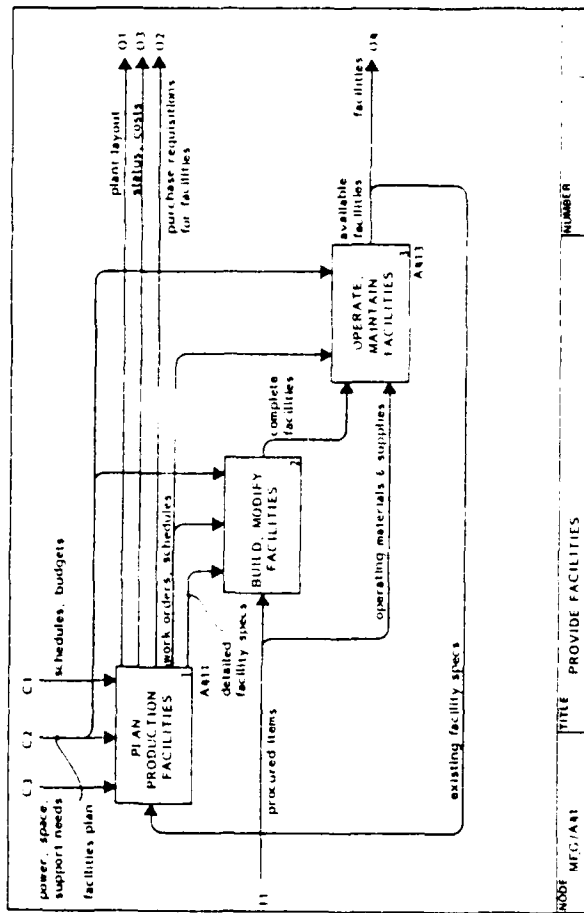 C3
C2
C1
power, space,
support needs
facilities plan
schedules, budgets
plant layout
O1
status, costs
O3
O2
purchase requisitions
for facilities
PLAN
PRODUCTION
FACILITIES
1
A411
work orders, schedules
detailed
facility specs
BUILD, MODIFY
FACILITIES
2
complete
facilities
OPERATE,
MAINTAIN
FACILITIES
3
A413
available
facilities
facilities
O4
I1
procured items
operating materials & supplies
existing facility specs
NODE
MFG/A41
TITLE
PROVIDE FACILITIES
NUMBER